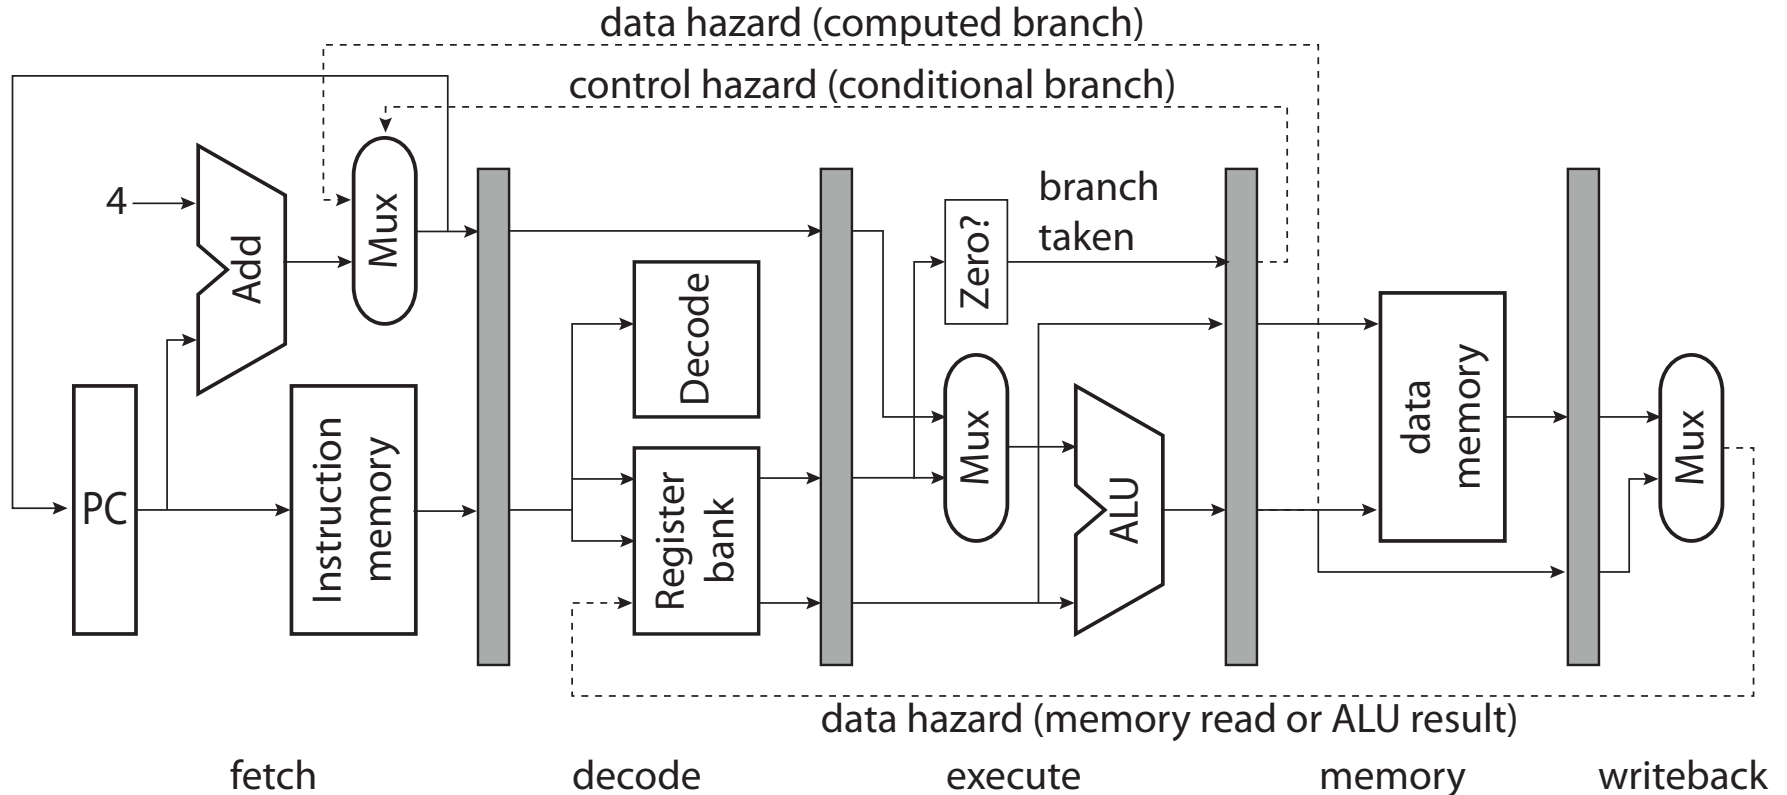 data hazard (computed branch)
control hazard (conditional branch)
4
Add
Mux
PC
Instruction
memory
Decode
Register
bank
Zero?
branch
taken
Mux
ALU
data
memory
Mux
data hazard (memory read or ALU result)
fetch
decode
execute
memory
writeback